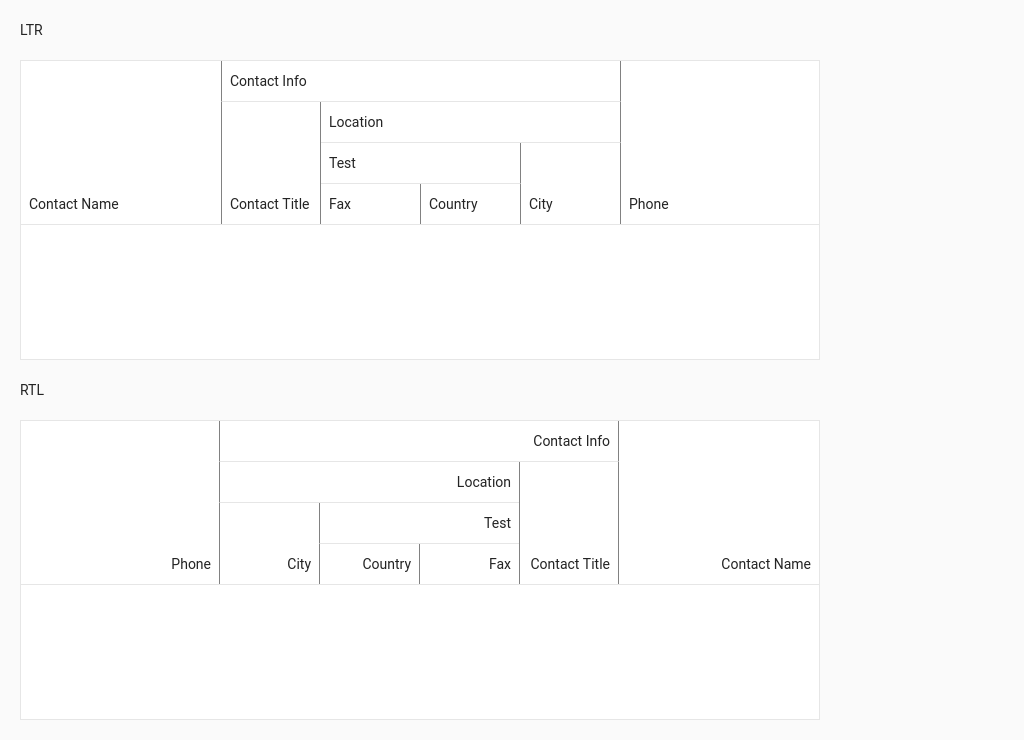 LTR
Contact Info
Location
Test
Contact Name Contact Title Fax Country City Phone
RTL
Contact Info
Location
Test
Phone City Country Fax Contact Title Contact Name